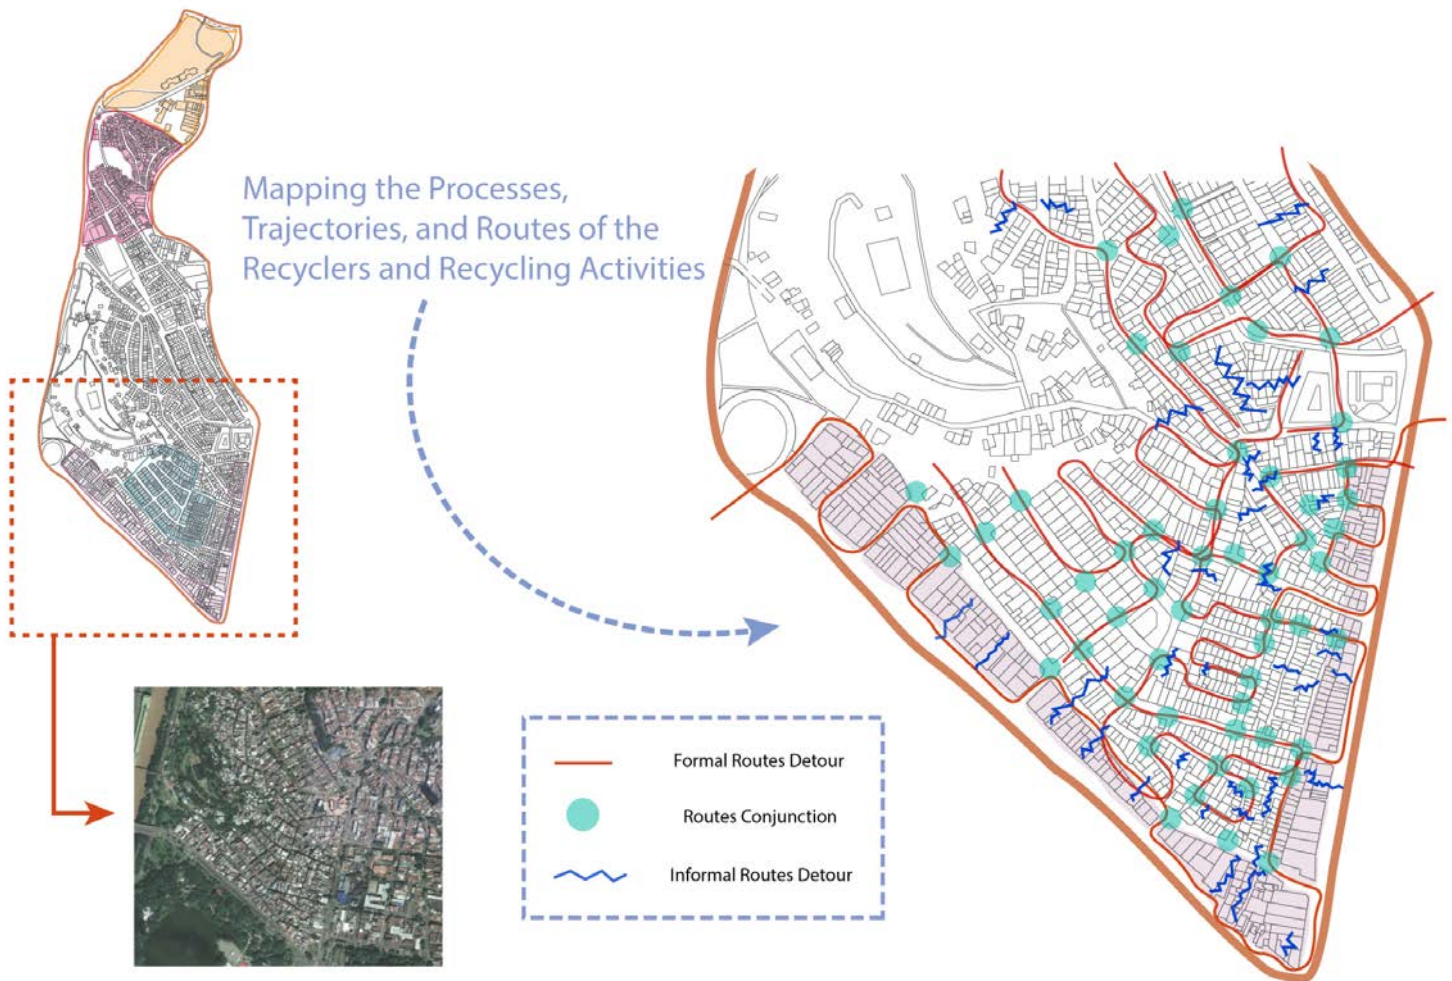 Mapping the Processes,
Trajectories, and Routes of the
Recyclers and Recycling Activities
Formal Routes Detour
Routes Conjunction
Informal Routes Detour